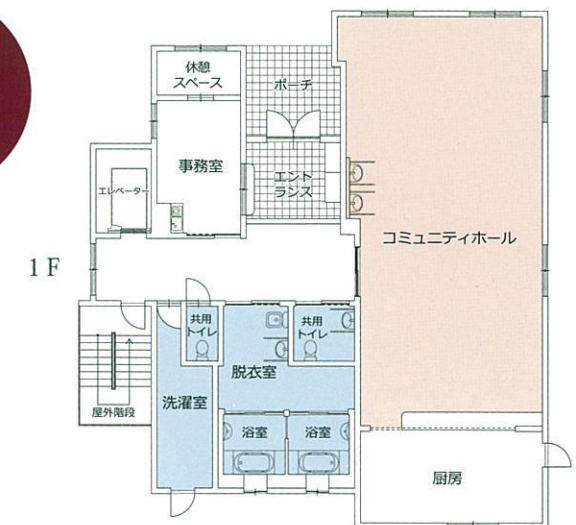 休憩
スペース
ポーチ
事務室
エント
ランス
エレベーター
コミュニティホール
1F
共用
トイレ
共用
トイレ
脱衣室
洗濯室
屋外階段
浴室
浴室
厨房